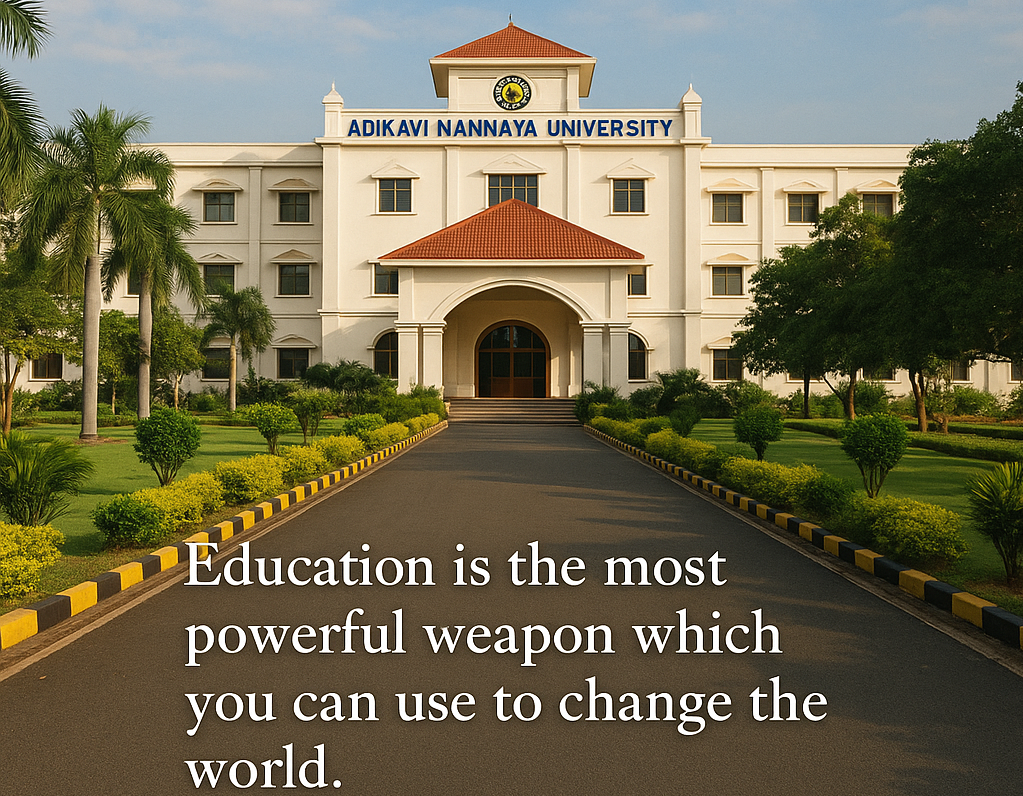 ADIKAVI NANNAYA UNIVERSITY
Education is the most
powerful weapon which
you can use to change the
world.